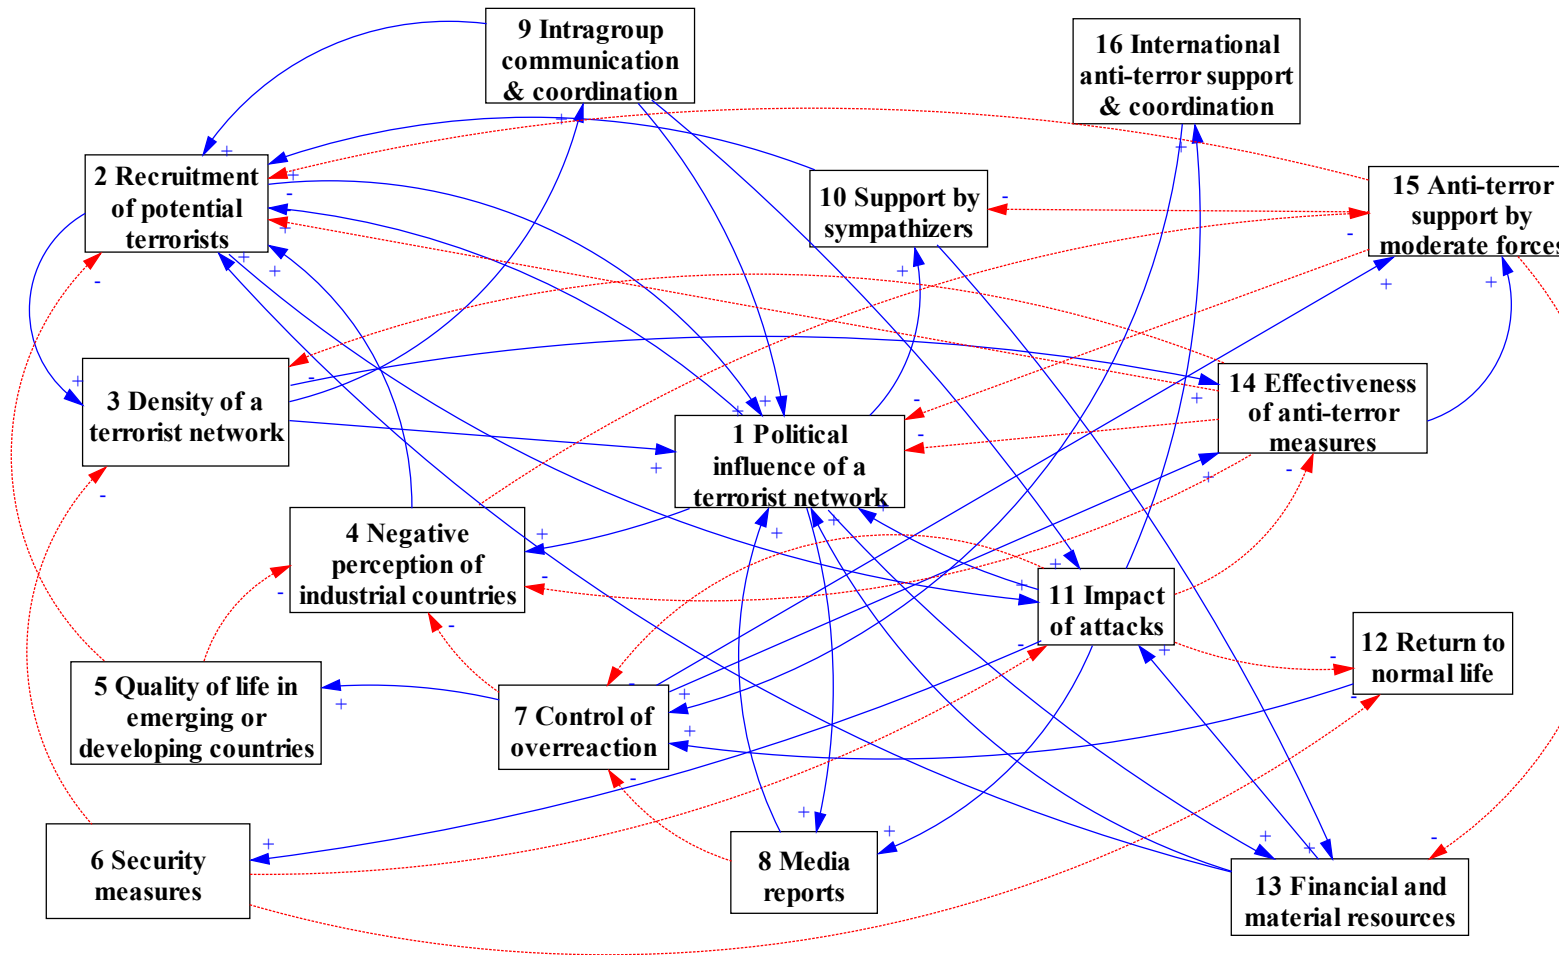 9 Intragroup
communication
& coordination
16 International
anti-terror support
& coordination
2 Recruitment
of potential
terrorists
10 Support by
sympathizers
15 Anti-terror
support by
moderate forces
3 Density of a
terrorist network
14 Effectiveness
of anti-terror
measures
1 Political
influence of a
terrorist network
4 Negative
perception of
industrial countries
11 Impact
of attacks
12 Return to
normal life
5 Quality of life in
emerging or
developing countries
7 Control of
overreaction
6 Security
measures
8 Media
reports
13 Financial and
material resources